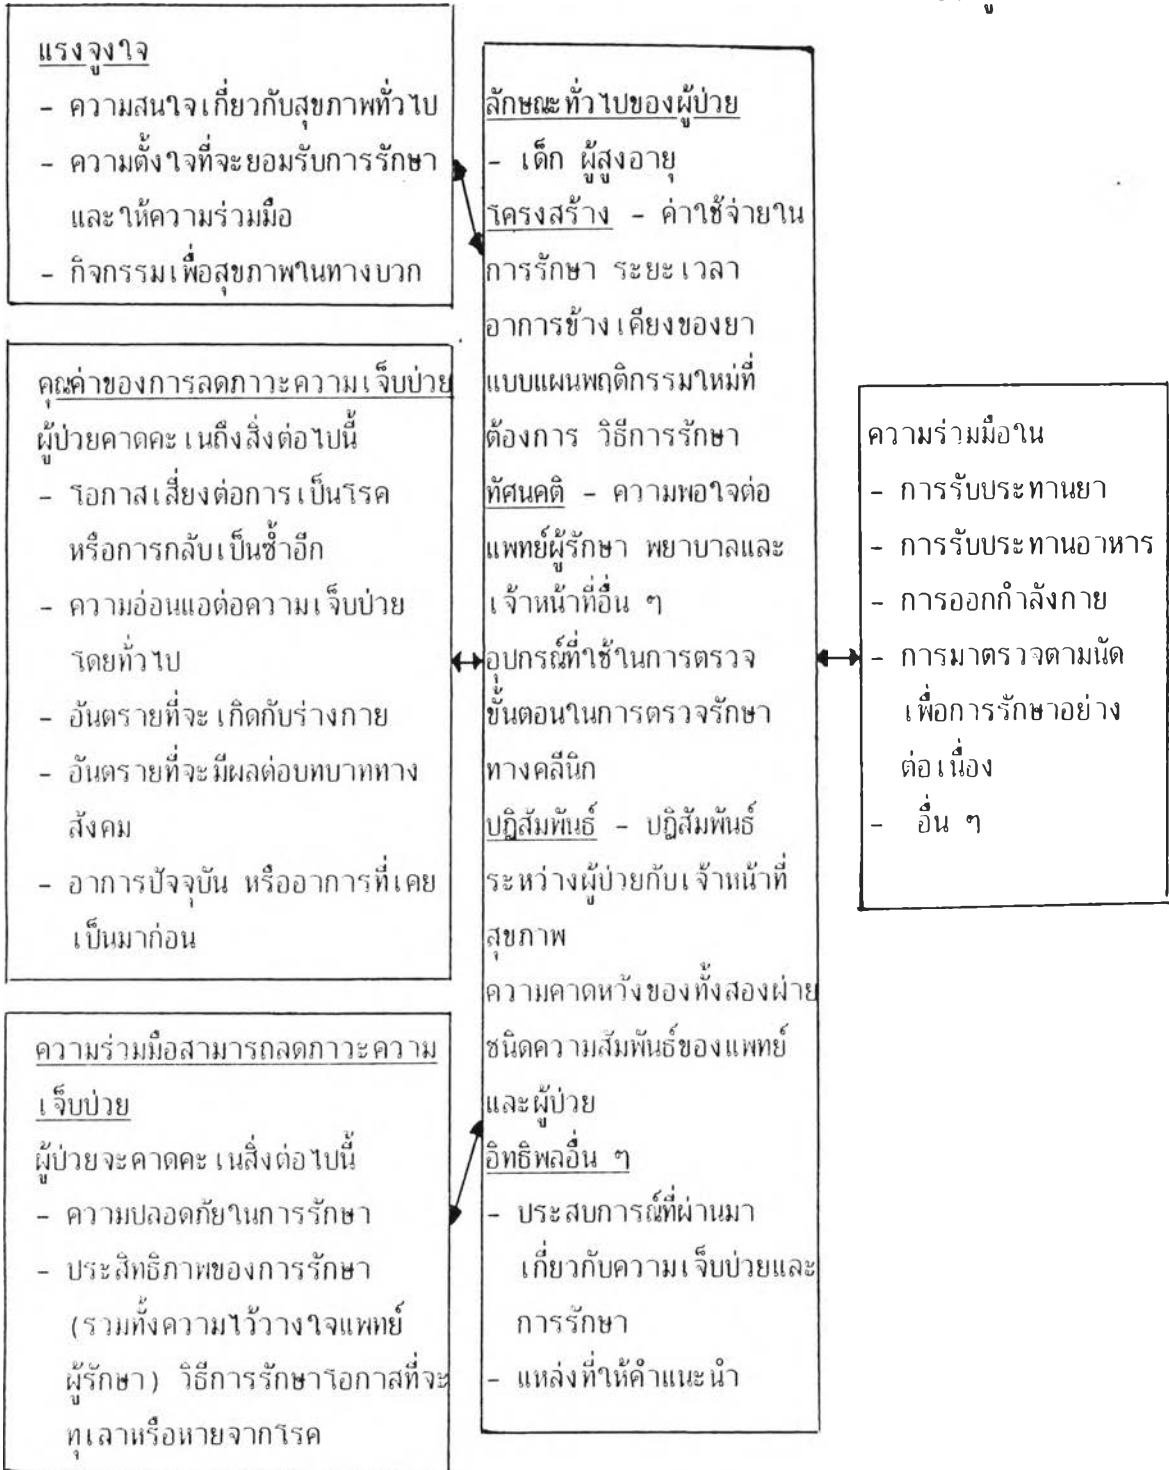 แรงจูงใจ
- ความสนใจเกี่ยวกับสุขภาพทั่วไป
- ความตั้งใจที่จะยอมรับการรักษา
และให้ความร่วมมือ
- กิจกรรมเพื่อสุขภาพในทางบวก
คุณค่าของการลดภาวะความเจ็บป่วย
ผู้ป่วยคาดคะเนถึงสิ่งต่อไปนี้
- โอกาสเสี่ยงต่อการเป็นโรค
หรือการกลับเป็นซ้ำอีก
- ความอ่อนแอต่อความเจ็บป่วย
โดยทั่วไป
- อันตรายที่จะเกิดกับร่างกาย
- อันตรายที่จะมีผลต่อบทบาททาง
สังคม
- อาการปัจจุบัน หรืออาการที่เคย
เป็นมาก่อน
ความร่วมมือสามารถลดภาวะความ
เจ็บป่วย
ผู้ป่วยจะคาดคะเนสิ่งต่อไปนี้
- ความปลอดภัยในการรักษา
- ประสิทธิภาพของการรักษา
(รวมทั้งความไว้วางใจแพทย์
ผู้รักษา) วิธีการรักษาโอกาสที่จะ
ทุเลาหรือหายจากโรค
ลักษณะทั่วไปของผู้ป่วย
- เด็ก ผู้สูงอายุ
โครงสร้าง - ค่าใช้จ่ายใน
การรักษา ระยะเวลา
อาการข้างเคียงของยา
แบบแผนพฤติกรรมใหม่ที่
ต้องการ วิธีการรักษา
ทัศนคติ - ความพอใจต่อ
แพทย์ผู้รักษา พยาบาลและ
เจ้าหน้าที่อื่น ๆ
อุปกรณ์ที่ใช้ในการตรวจ
ขั้นตอนในการตรวจรักษา
ทางคลีนิก
ปฏิสัมพันธ์ - ปฏิสัมพันธ์
ระหว่างผู้ป่วยกับเจ้าหน้าที่
สุขภาพ
ความคาดหวังของทั้งสองฝ่าย
ชนิดความสัมพันธ์ของแพทย์
และผู้ป่วย
อิทธิพลอื่น ๆ
- ประสบการณ์ที่ผ่านมา
เกี่ยวกับความเจ็บป่วยและ
การรักษา
- แหล่งที่ให้คำแนะนำ
ความร่วมมือใน
- การรับประทานยา
- การรับประทานอาหาร
- การออกกำลังกาย
- การมาตรวจตามนัด
เพื่อการรักษาอย่าง
ต่อเนื่อง
- อื่น ๆ